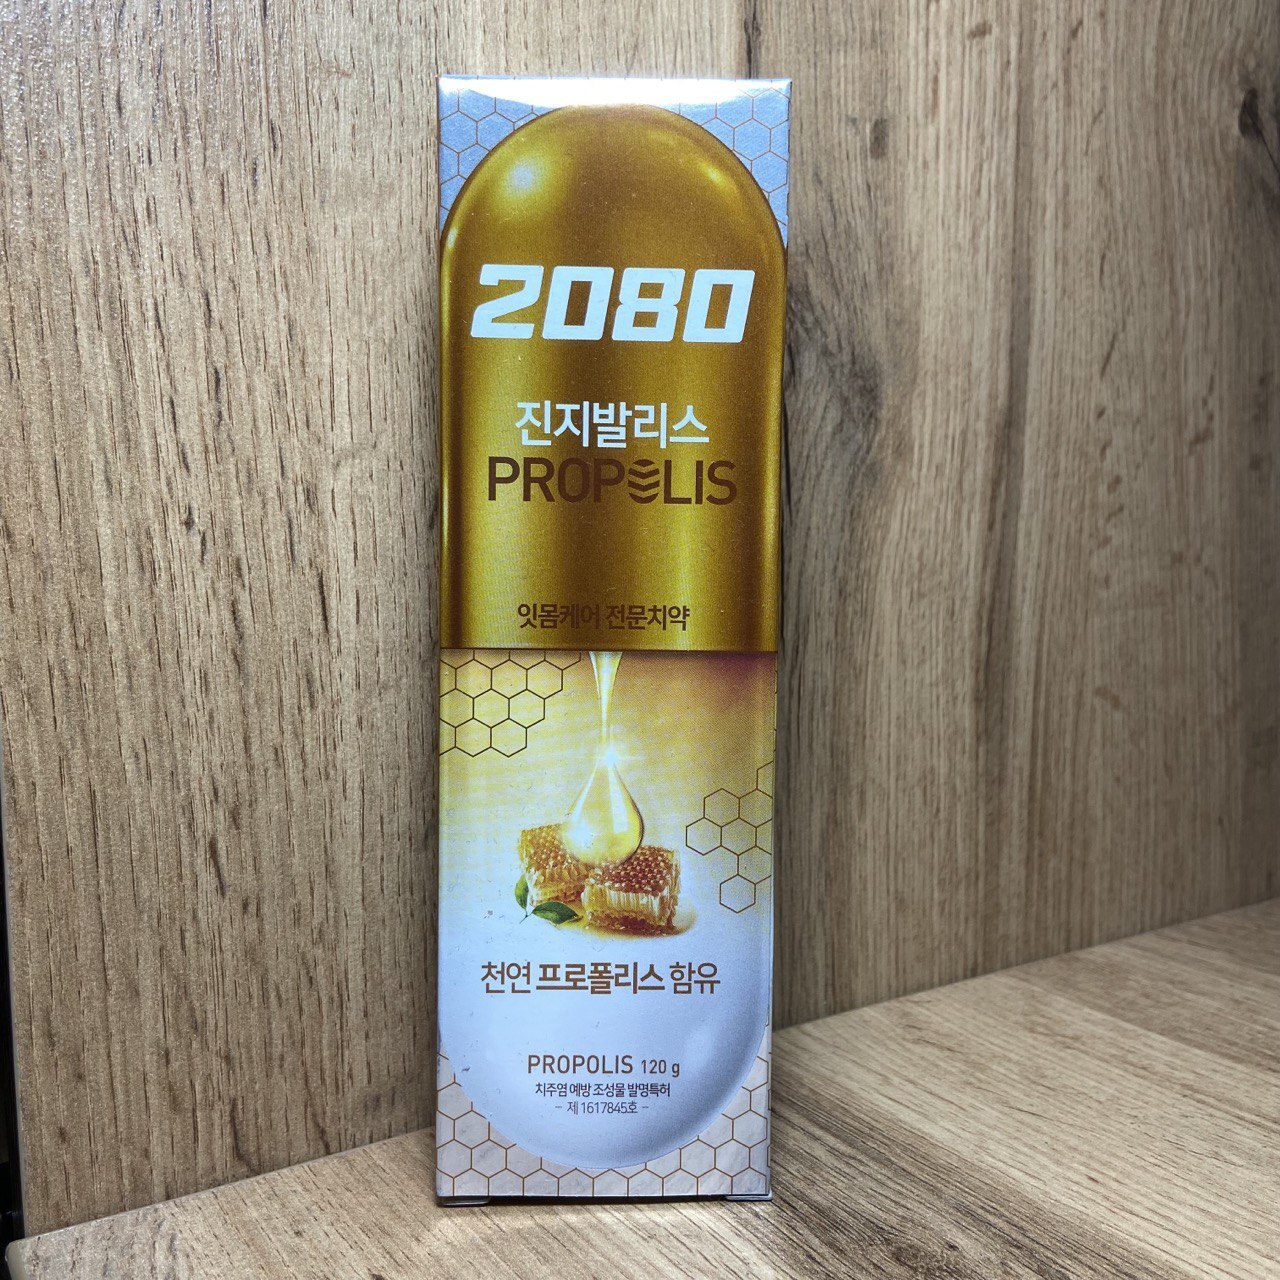 2080
진지발리스
PROPOLIS
잇몸케어 전문치약
천연 프로폴리스 함유
PROPOLIS 120 g
치주염 예방 조성물 발명특허
- 제 1617845호 -